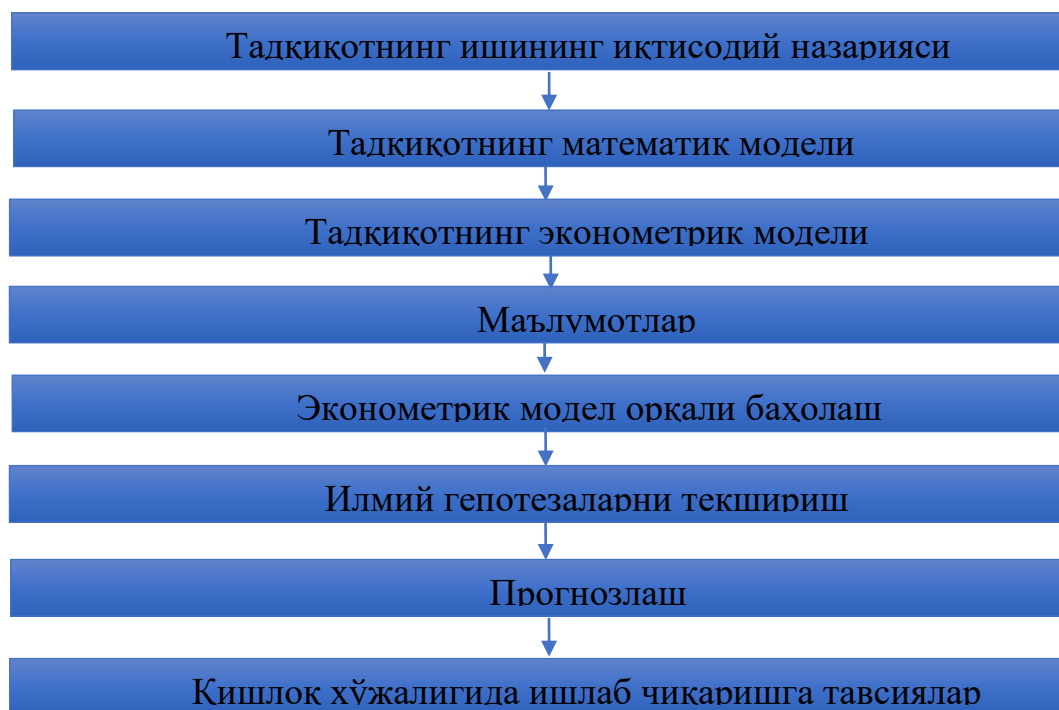 Тадқиқотнинг ишининг иқтисодий назарияси
Тадқиқотнинг математик модели
Тадқиқотнинг эконометрик модели
Маълумотлар
Эконометрик модел орқали баҳолаш
Илмий гепотезаларни текшириш
Прогнозлаш
Қишлоқ хўжалигида ишлаб чиқаришга тавсиялар